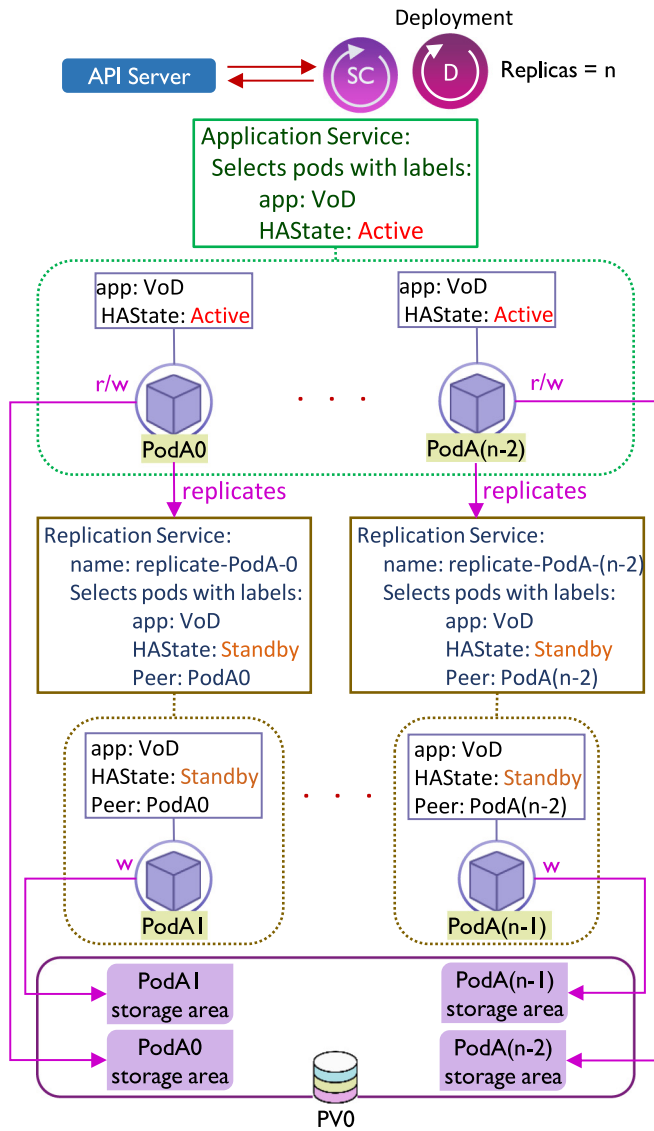 Deployment
API Server
SC
D
Replicas = n
Application Service:
Selects pods with labels:
app: VoD
HAState: Active
app: VoD
HAState: Active
app: VoD
HAState: Active
r/w
r/w
. . .
PodA0
PodA(n-2)
replicates
replicates
Replication Service:
name: replicate-PodA-0
Selects pods with labels:
app: VoD
HAState: Standby
Peer: PodA0
Replication Service:
name: replicate-PodA-(n-2)
Selects pods with labels:
app: VoD
HAState: Standby
Peer: PodA(n-2)
app: VoD
HAState: Standby
Peer: PodA0
. . . .
app: VoD
HAState: Standby
Peer: PodA(n-2)
w
w
PodA1
PodA(n-1)
PodA1
storage area
PodA(n-1)
storage area
PodA0
storage area
PodA(n-2)
storage area
PV0